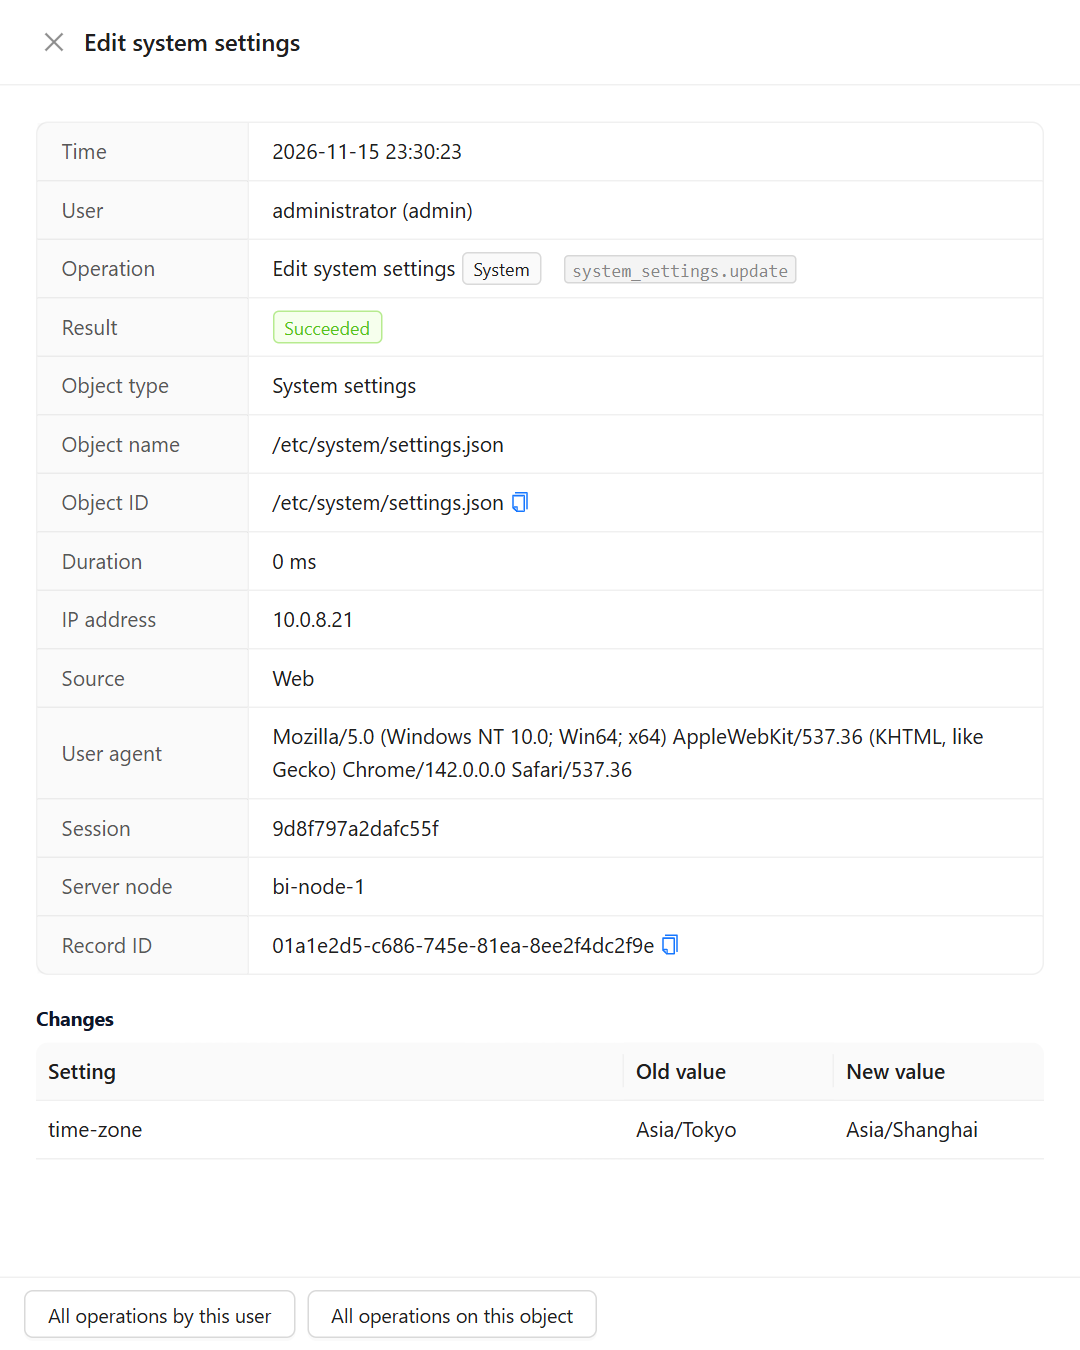 Edit system settings
Time
2026-11-15 23:30:23
User
administrator (admin)
Operation
Edit system settings System system_settings.update
Result
Succeeded
Object type
System settings
Object name
/etc/system/settings.json
Object ID
/etc/system/settings.json
Duration
0 ms
IP address
10.0.8.21
Source
Web
User agent
Mozilla/5.0 (Windows NT 10.0; Win64; x64) AppleWebKit/537.36 (KHTML, like
Gecko) Chrome/142.0.0.0 Safari/537.36
Session
9d8f797a2dafc55f
Server node
bi-node-1
Record ID
01a1e2d5-c686-745e-81ea-8ee2f4dc2f9e
Changes
Setting Old value New value
time-zone Asia/Tokyo Asia/Shanghai
All operations by this user All operations on this object